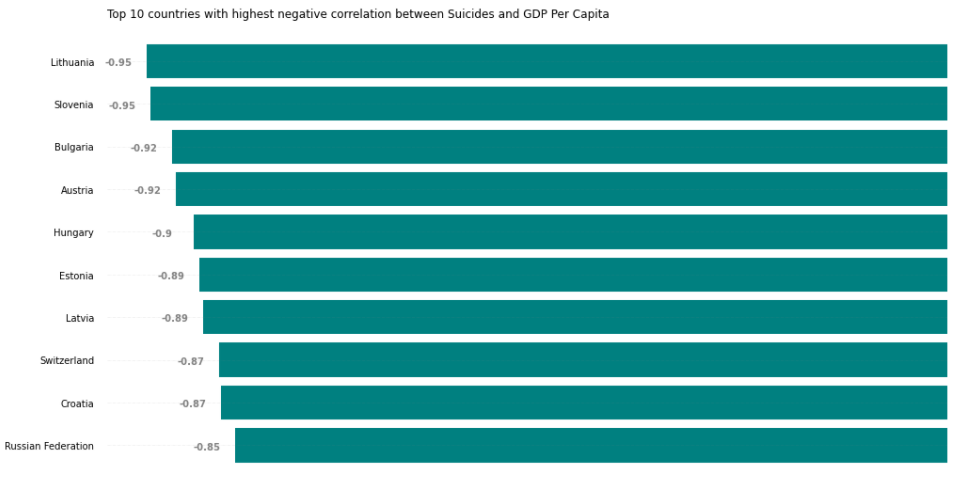 Top 10 countries with highest negative correlation between Suicides and GDP Per Capita
Lithuania -0.95
Slovenia -0.95
Bulgaria -0.92
Austria -0.92
Hungary -0.9
Estonia -0.89
Latvia -0.89
Switzerland -0.87
Croatia -0.87
Russian Federation -0.85